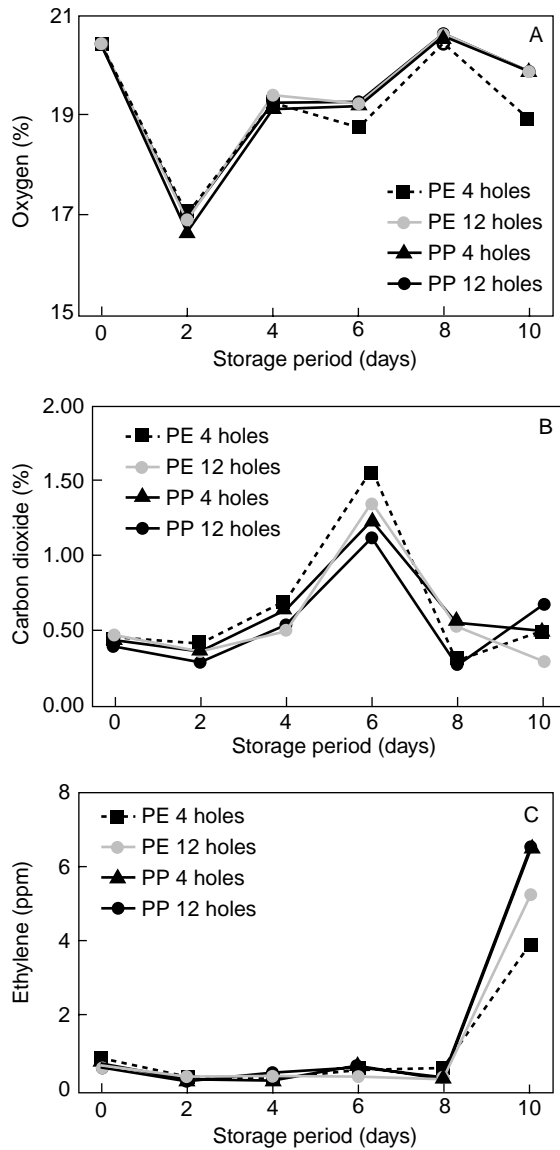 21
19
17
15
Oxygen (%)
A
PE 4 holes
PE 12 holes
PP 4 holes
PP 12 holes
0 2 4 6 8 10
Storage period (days)
2.00
1.50
1.00
0.50
0.00
Carbon dioxide (%)
B
PE 4 holes
PE 12 holes
PP 4 holes
PP 12 holes
0 2 4 6 8 10
Storage period (days)
8
6
4
2
0
Ethylene (ppm)
C
PE 4 holes
PE 12 holes
PP 4 holes
PP 12 holes
0 2 4 6 8 10
Storage period (days)